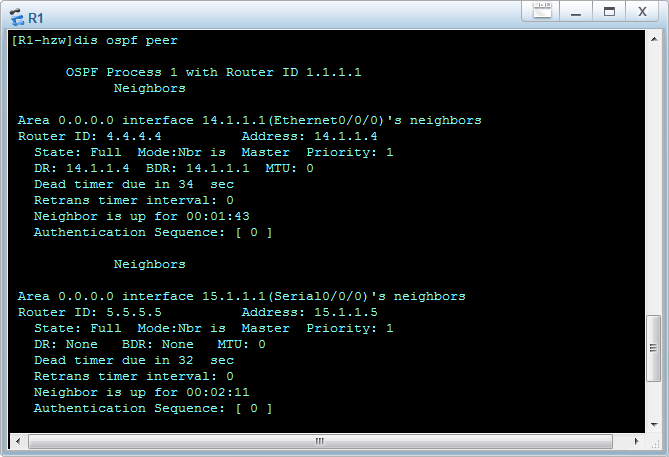 R1
[R1-hzw]dis ospf peer
OSPF Process 1 with Router ID 1.1.1.1
Neighbors
Area 0.0.0.0 interface 14.1.1.1(Ethernet0/0/0)'s neighbors
Router ID: 4.4.4.4 Address: 14.1.1.4
State: Full Mode:Nbr is Master Priority: 1
DR: 14.1.1.4 BDR: 14.1.1.1 MTU: 0
Dead timer due in 34 sec
Retrans timer interval: 0
Neighbor is up for 00:01:43
Authentication Sequence: [ 0 ]
Neighbors
Area 0.0.0.0 interface 15.1.1.1(Serial0/0/0)'s neighbors
Router ID: 5.5.5.5 Address: 15.1.1.5
State: Full Mode:Nbr is Master Priority: 1
DR: None BDR: None MTU: 0
Dead timer due in 32 sec
Retrans timer interval: 0
Neighbor is up for 00:02:11
Authentication Sequence: [ 0 ]